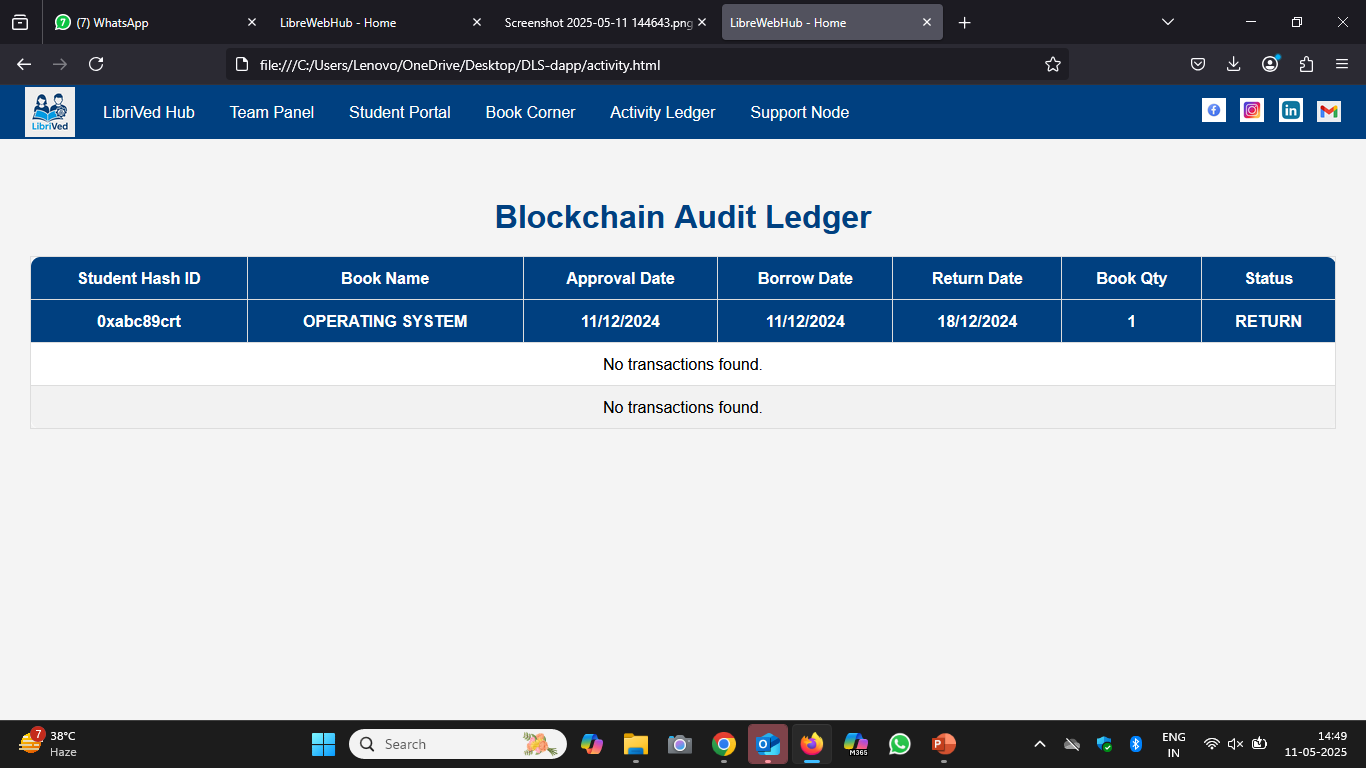 (7) WhatsApp
LibreWebHub - Home
Screenshot 2025-05-11 144643.png
LibreWebHub - Home
file:///C:/Users/Lenovo/OneDrive/Desktop/DLS-dapp/activity.html
LibriVed
LibriVed Hub Team Panel Student Portal Book Corner Activity Ledger Support Node
Blockchain Audit Ledger
Student Hash ID Book Name Approval Date Borrow Date Return Date Book Qty Status
0xabc89crt OPERATING SYSTEM 11/12/2024 11/12/2024 18/12/2024 1 RETURN
No transactions found.
No transactions found.
7
38°C
Haze
Search
M365
ENG
IN
14:49
11-05-2025